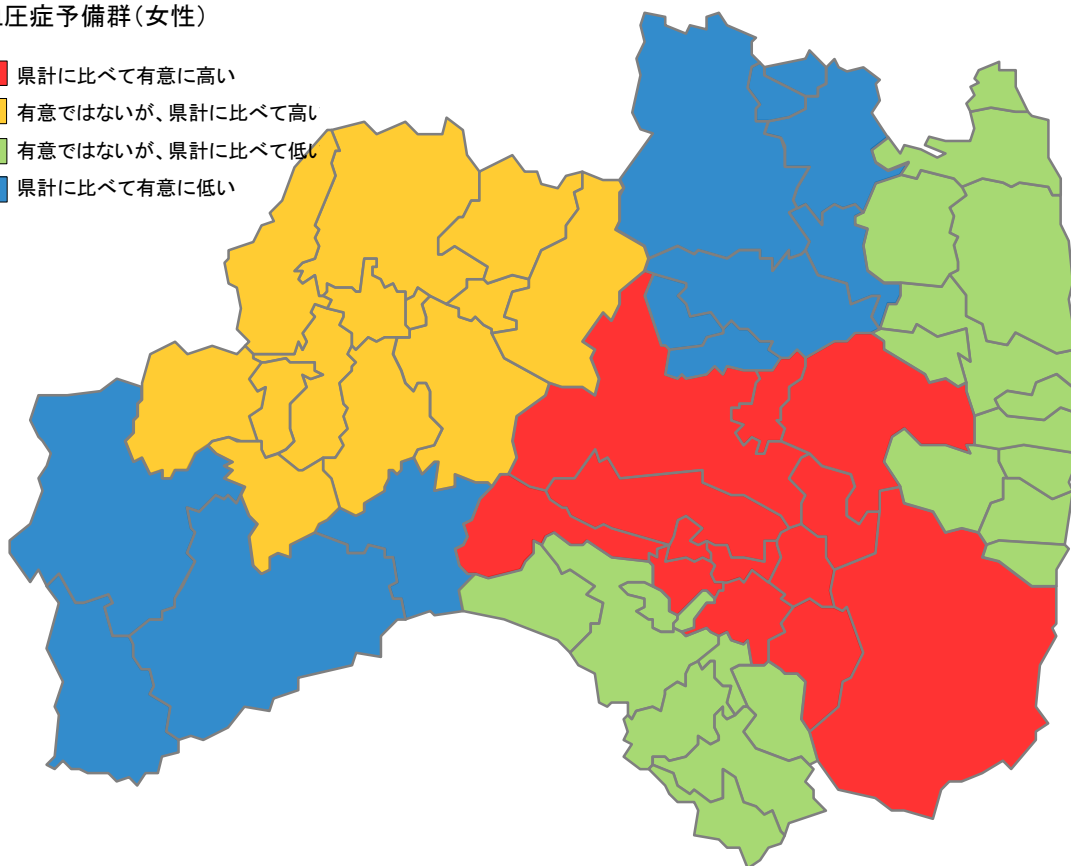 圧症予備群（女性）
県計に比べて有意に高い
有意ではないが、県計に比べて高い
有意ではないが、県計に比べて低い
県計に比べて有意に低い